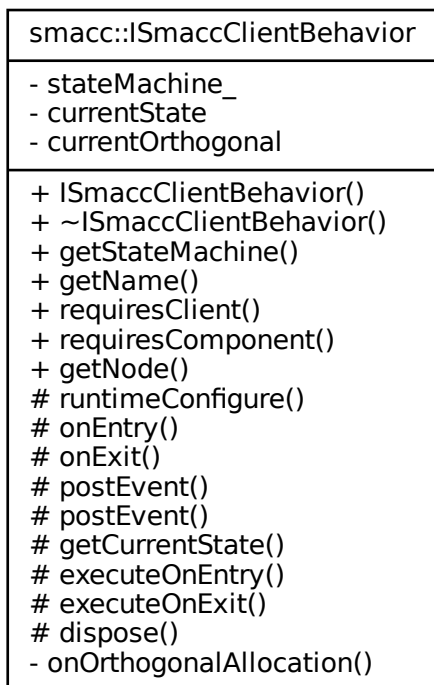 smacc::ISmaccClientBehavior
- stateMachine_
- currentState
- currentOrthogonal
+ ISmaccClientBehavior()
+ ~ISmaccClientBehavior()
+ getStateMachine()
+ getName()
+ requiresClient()
+ requiresComponent()
+ getNode()
# runtimeConfigure()
# onEntry()
# onExit()
# postEvent()
# postEvent()
# getCurrentState()
# executeOnEntry()
# executeOnExit()
# dispose()
- onOrthogonalAllocation()